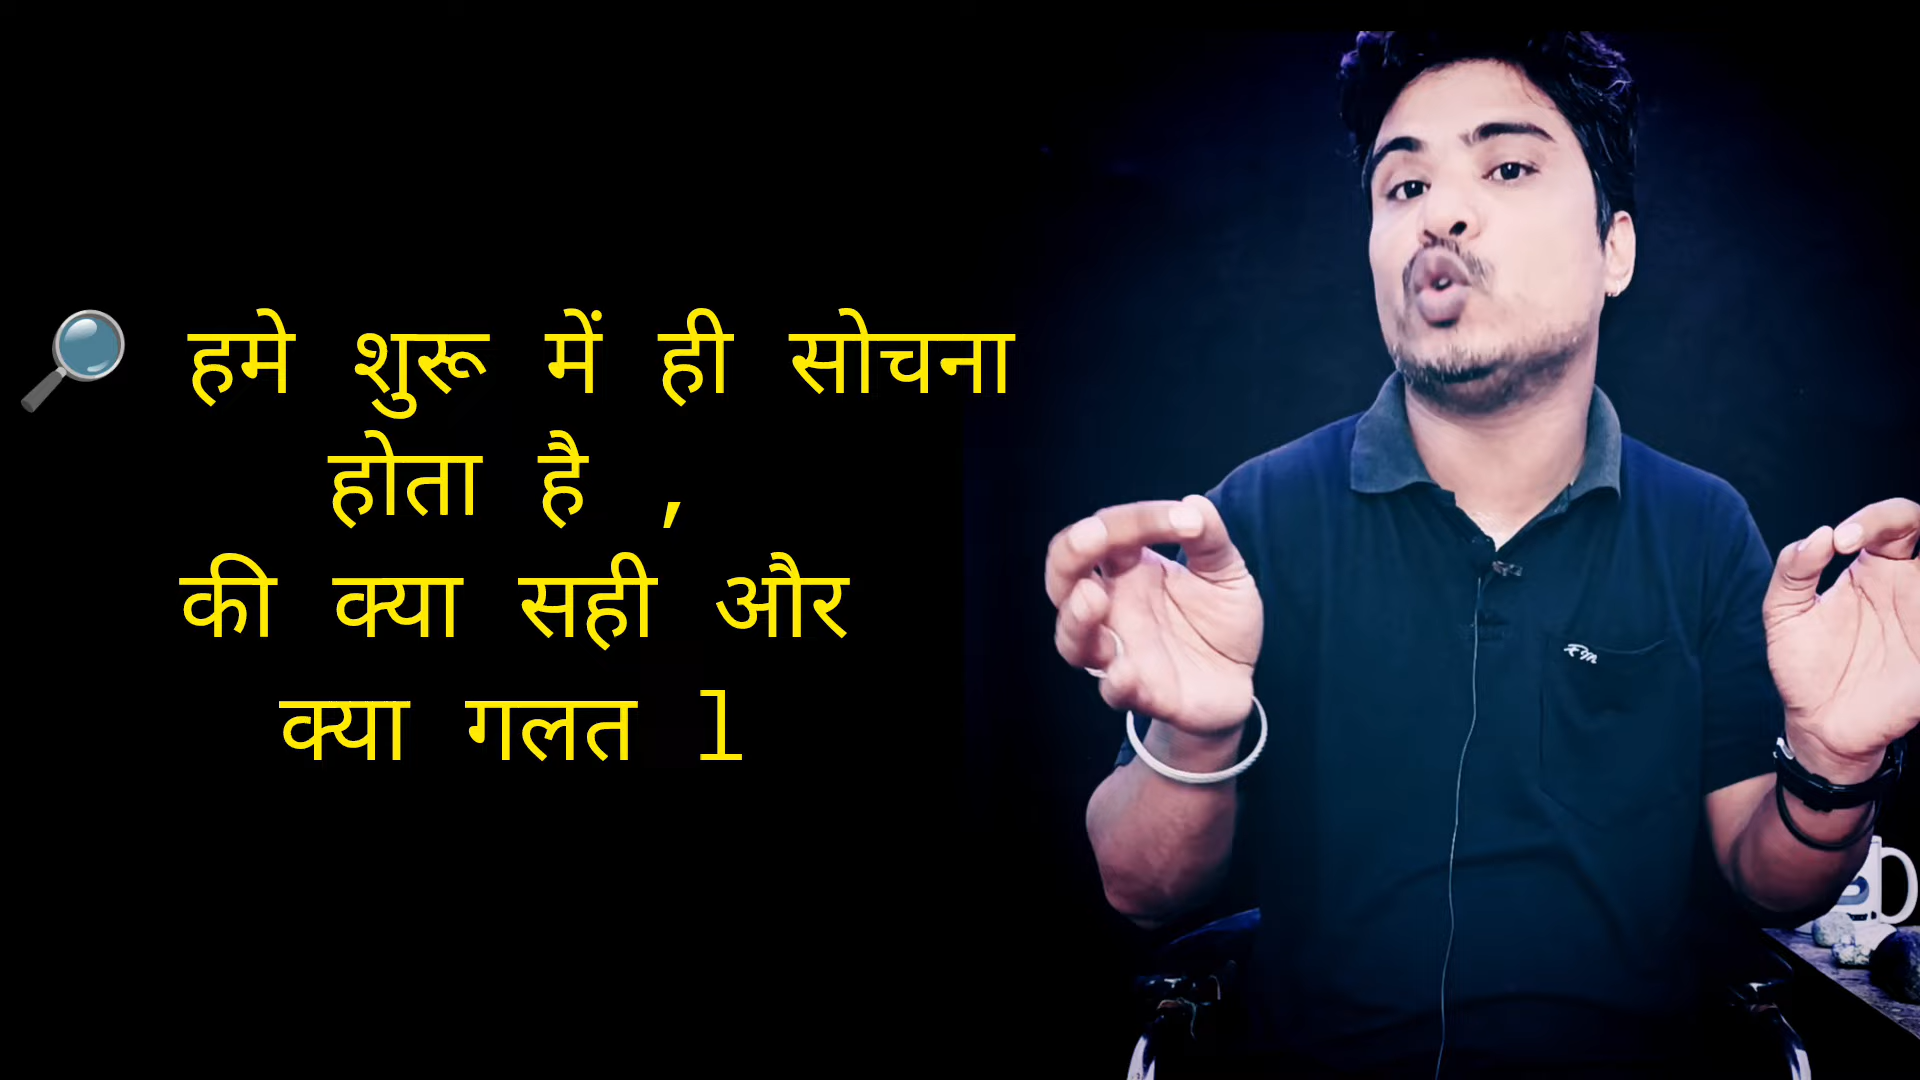 🔎 हमे शुरू में ही सोचना
होता है ,
की क्या सही और
क्या गलत l